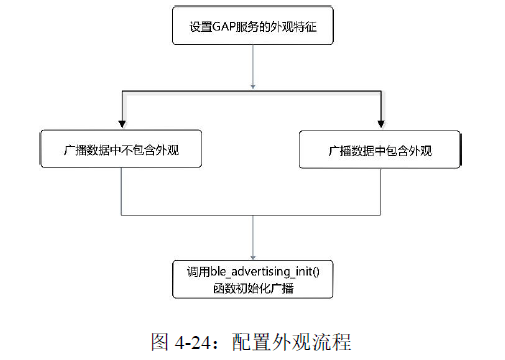 设置GAP服务的外观特征
广播数据中不包含外观
广播数据中包含外观
调用ble_advertising_init()
函数初始化广播
图 4-24：配置外观流程